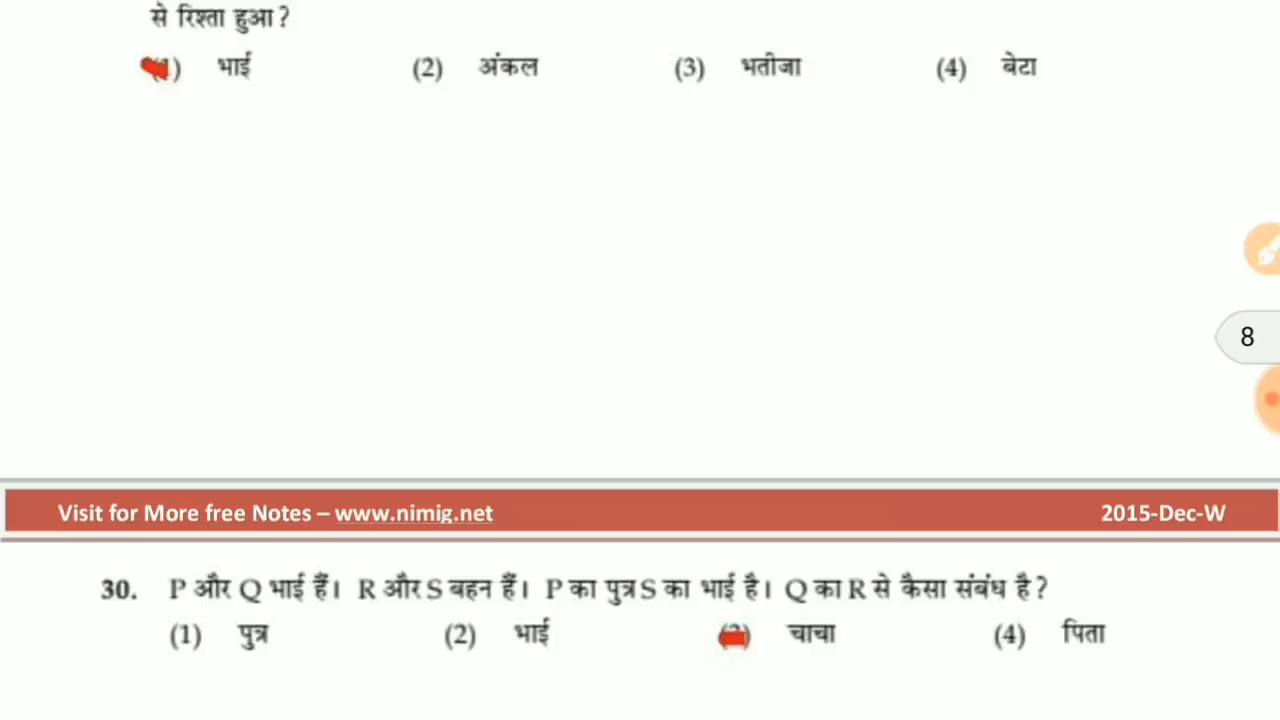 से रिश्ता हुआ ?
(1) भाई (2) अंकल (3) भतीजा (4) बेटा
8
Visit for More free Notes – www.nimig.net 2015-Dec-W
30. P और Q भाई हैं। R और S बहन हैं। P का पुत्र S का भाई है। Q का R से कैसा संबंध है ?
(1) पुत्र (2) भाई (3) चाचा (4) पिता